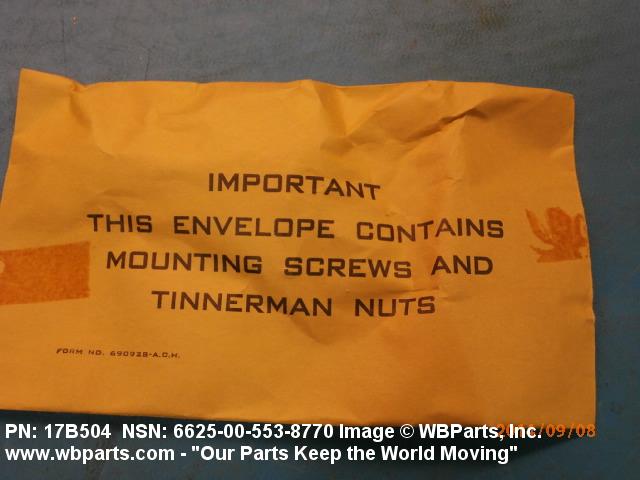 IMPORTANT
THIS ENVELOPE CONTAINS
MOUNTING SCREWS AND
TINNERMAN NUTS
FORM NO. 690928-A.D.H.
PN: 17B504 NSN: 6625-00-553-8770 Image © WBParts, Inc.
www.wbparts.com - "Our Parts Keep the World Moving"